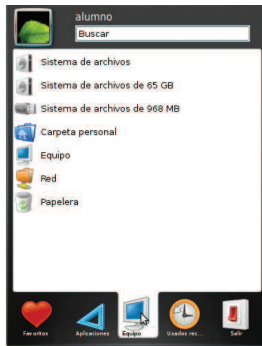 alumno
Buscar
Sistema de archivos
Sistema de archivos de 65 GB
Sistema de archivos de 968 MB
Carpeta personal
Equipo
Red
Papelera
Favoritos Aplicaciones Equipo Usados rec... Salir